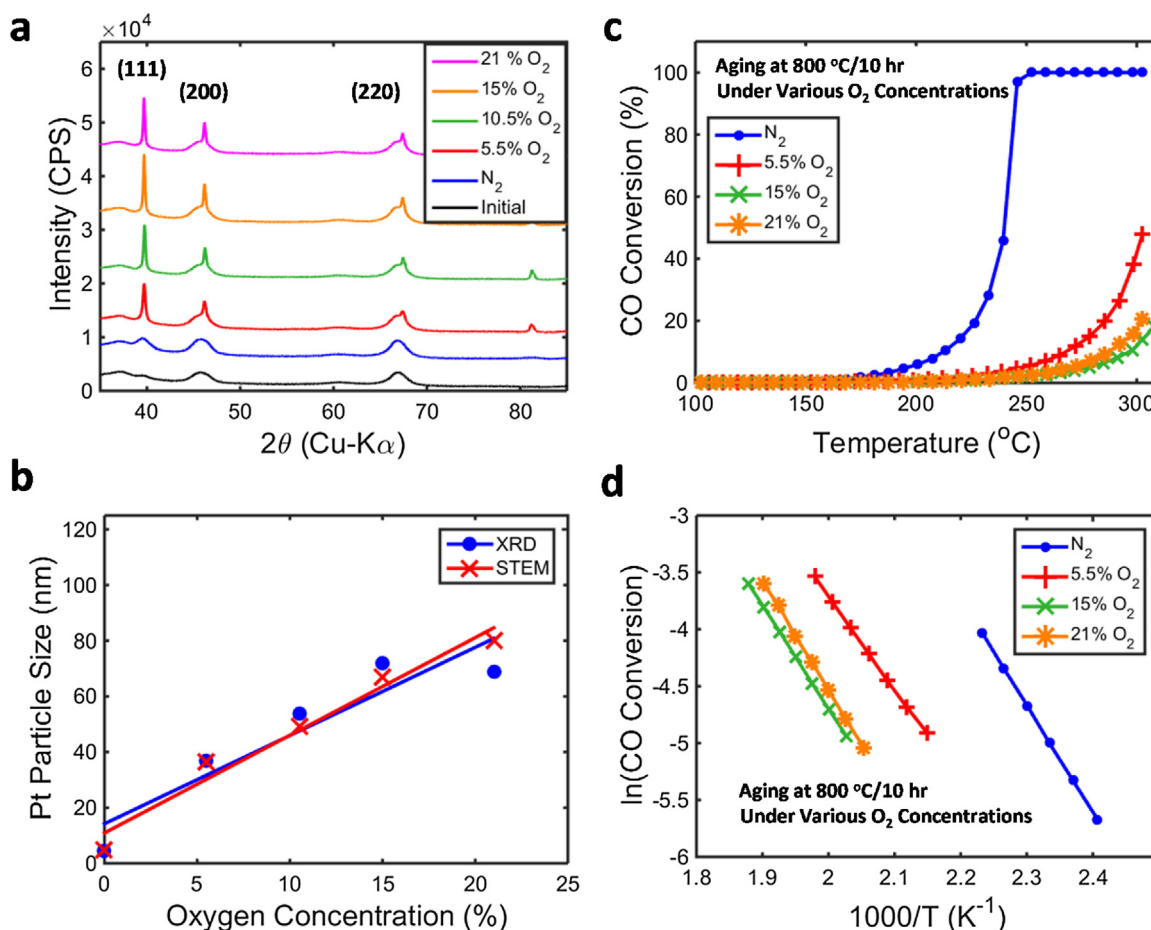 a
×10⁴
6
5
4
3
2
1
0
40
50
60
70
80
(111)
(200)
(220)
21 % O₂
15% O₂
10.5% O₂
5.5% O₂
N₂
Initial
Intensity (CPS)
2θ (Cu-Kα)
b
120
100
80
60
40
20
0
0
5
10
15
20
25
XRD
STEM
Pt Particle Size (nm)
Oxygen Concentration (%)
c
100
80
60
40
20
0
100
150
200
250
300
Aging at 800 °C/10 hr
Under Various O₂ Concentrations
N₂
5.5% O₂
15% O₂
21% O₂
CO Conversion (%)
Temperature (°C)
d
-3
-3.5
-4
-4.5
-5
-5.5
-6
1.8
1.9
2
2.1
2.2
2.3
2.4
N₂
5.5% O₂
15% O₂
21% O₂
Aging at 800 °C/10 hr
Under Various O₂ Concentrations
ln(CO Conversion)
1000/T (K⁻¹)